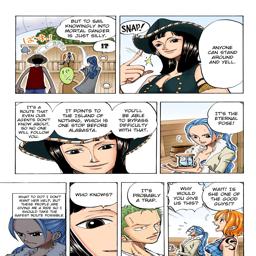 ANYONE
CAN STAND
AROUND
AND YELL.
SNAP!
BUT TO SAIL
KNOWINGLY INTO
MORTAL DANGER
IS JUST SILLY.
!?
IT'S THE
ETERNAL
POSE!
YOU'LL BE
ABLE TO
BYPASS
DIFFICULTY
WITH THAT.
IT POINTS TO
THE ISLAND OF
NOTHING, WHICH IS
ONE STOP BEFORE
ALABASTA.
IT'S A
ROUTE THAT
EVEN OUR
AGENTS DON'T
KNOW ABOUT,
SO NO ONE
WILL FOLLOW
YOU.
WAIT! IS
SHE ONE OF
THE GOOD
GUYS!?
WHY
WOULD YOU
GIVE US
THIS?
IT'S
PROBABLY
A TRAP.
WHO KNOWS?